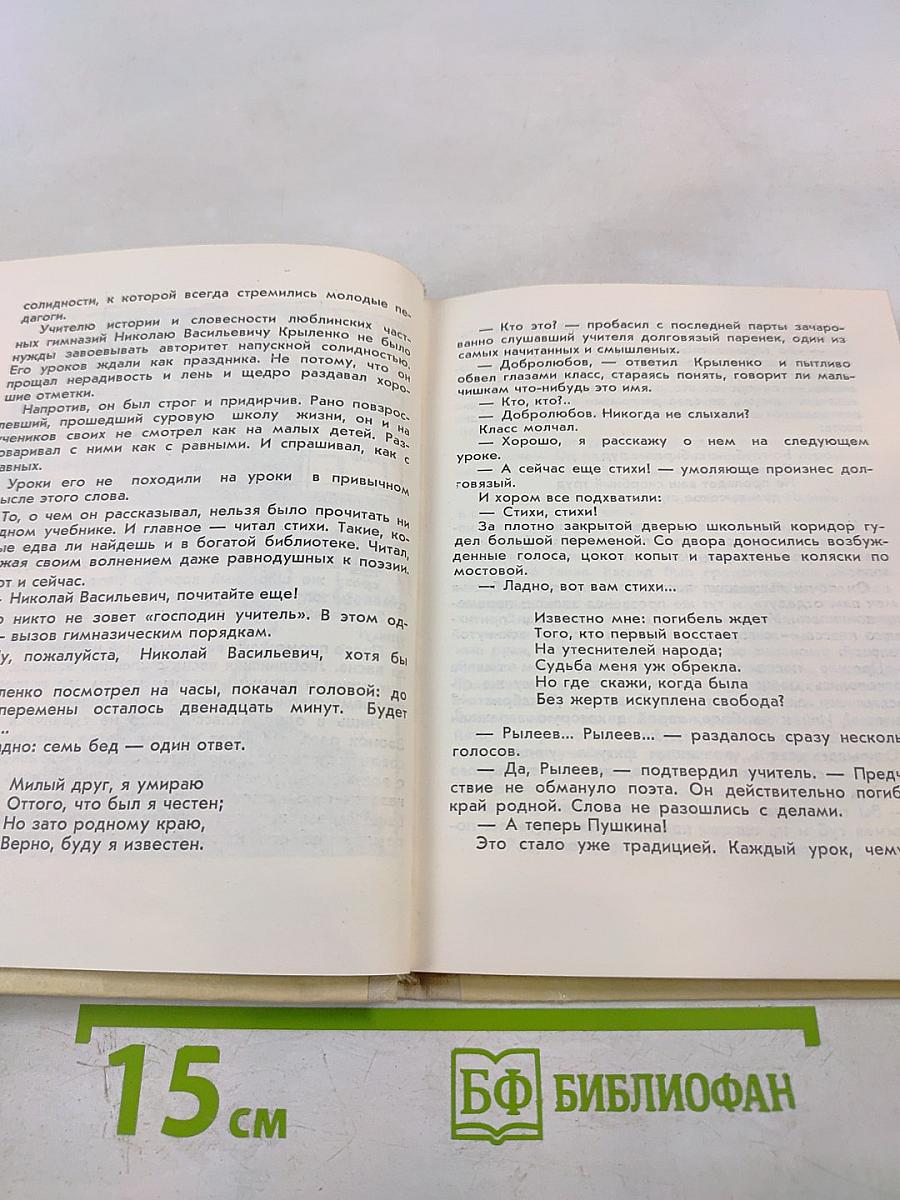 солидности, к которой всегда стремились молодые пе-
дагоги.
Учителю истории и словесности люблинских част-
ных гимназий Николаю Васильевичу Крыленко не было
нужды завоевывать авторитет напускной солидностью.
Его уроков ждали как праздника. Не потому, что он
прощал нерадивость и лень и щедро раздавал хоро-
шие отметки.
Напротив, он был строг и придирчив. Рано повзрос-
левший, прошедший суровую школу жизни, он и на
учеников своих не смотрел как на малых детей. Раз-
оваривал с ними как с равными. И спрашивал, как с
авных.
Уроки его не походили на уроки в привычном
ысле этого слова.
То, о чем он рассказывал, нельзя было прочитать ни
дном учебнике. И главное — читал стихи. Такие, ко-
ые едва ли найдешь и в богатой библиотеке. Читал,
жая своим волнением даже равнодушных к поэзии.
от и сейчас.
- Николай Васильевич, почитайте еще!
о никто не зовет «господин учитель». В этом од-
— вызов гимназическим порядкам.
у, пожалуйста, Николай Васильевич, хотя бы
ленко посмотрел на часы, покачал головой: до
перемены осталось двенадцать минут. Будет
..
адно: семь бед — один ответ.
Милый друг, я умираю
Оттого, что был я честен;
Но зато родному краю,
Верно, буду я известен.
— Кто это? — пробасил с последней парты зачаро-
ванно слушавший учителя долговязый паренек, один из
самых начитанных и смышленых.
— Добролюбов, — ответил Крыленко и пытливо
обвел глазами класс, стараясь понять, говорит ли маль-
чишкам что-нибудь это имя.
— Кто, кто?..
— Добролюбов. Никогда не слыхали?
Класс молчал.
— Хорошо, я расскажу о нем на следующем
уроке.
— А сейчас еще стихи! — умоляюще произнес дол-
говязый.
И хором все подхватили:
— Стихи, стихи!
За плотно закрытой дверью школьный коридор гу-
дел большой переменой. Со двора доносились возбуж-
денные голоса, цокот копыт и тарахтенье коляски по
мостовой.
— Ладно, вот вам стихи...
Известно мне: погибель ждет
Того, кто первый восстает
На утеснителей народа;
Судьба меня уж обрекла.
Но где скажи, когда была
Без жертв искуплена свобода?
— Рылеев... Рылеев... — раздалось сразу нескольк
голосов.
— Да, Рылеев, — подтвердил учитель. — Предч
ствие не обмануло поэта. Он действительно погиб
край родной. Слова не разошлись с делами.
— А теперь Пушкина!
Это стало уже традицией. Каждый урок, чему
15 см
БФ БИБЛИОФАН